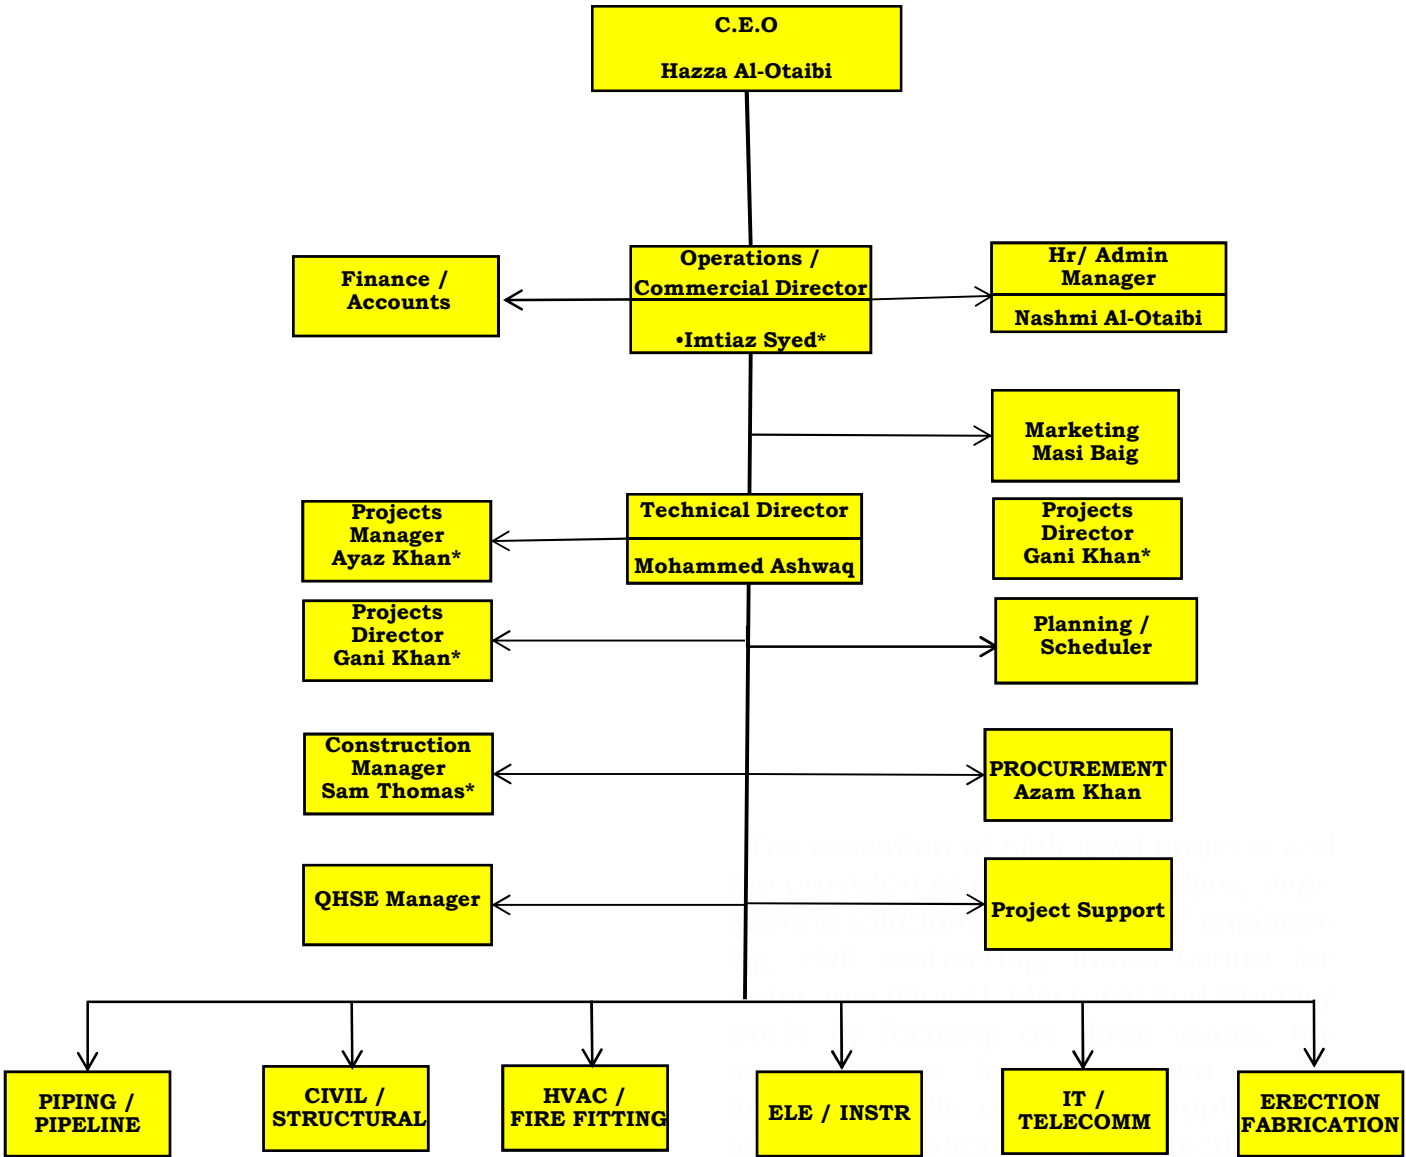 C.E.O
Hazza Al-Otaibi
Finance /
Accounts
Operations /
Commercial Director
•Imtiaz Syed*
Hr/ Admin
Manager
Nashmi Al-Otaibi
Marketing
Masi Baig
Projects
Manager
Ayaz Khan*
Technical Director
Mohammed Ashwaq
Projects
Director
Gani Khan*
Projects
Director
Gani Khan*
Planning /
Scheduler
Construction
Manager
Sam Thomas*
PROCUREMENT
Azam Khan
QHSE Manager
Project Support
PIPING /
PIPELINE
CIVIL /
STRUCTURAL
HVAC /
FIRE FITTING
ELE / INSTR
IT /
TELECOMM
ERECTION
FABRICATION